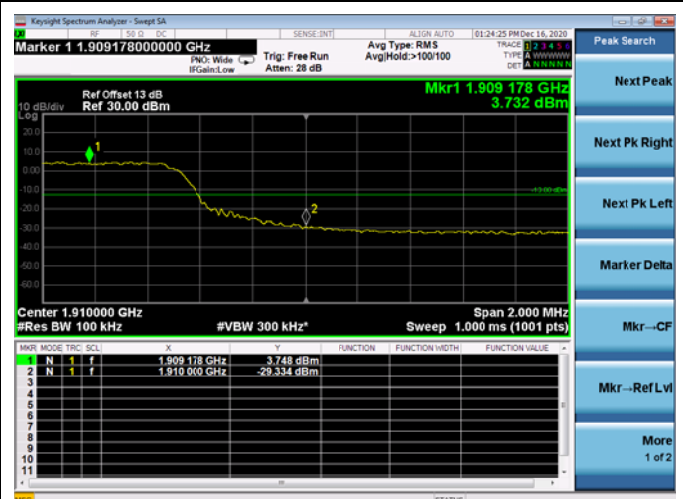 Keysight Spectrum Analyzer - Swept SA
RF 50 Ω DC SENSE:INT ALIGN AUTO 01:24:25 PM Dec 16, 2020
Marker 1 1.909178000000 GHz
PNO: Wide
IFGain:Low
Trig: Free Run
Atten: 28 dB
Avg Type: RMS
Avg|Hold:>100/100
TRACE 1 2 3 4 5 6
TYPE A WWWWW
DET A N N N N N
Peak Search
Next Peak
Next Pk Right
Next Pk Left
Marker Delta
Mkr→CF
Mkr→Ref Lvl
More
1 of 2
Ref Offset 13 dB
10 dB/div Ref 30.00 dBm
Log
Mkr1 1.909 178 GHz
3.732 dBm
20.0
10.0
0.00
-10.0
-20.0
-30.0
-40.0
-50.0
-60.0
1
2
-13.00 dBm
Center 1.910000 GHz Span 2.000 MHz
#Res BW 100 kHz #VBW 300 kHz* Sweep 1.000 ms (1001 pts)
MKR MODE TRC SCL X Y FUNCTION FUNCTION WIDTH FUNCTION VALUE
1 N 1 f 1.909 178 GHz 3.748 dBm
2 N 1 f 1.910 000 GHz -29.334 dBm
3
4
5
6
7
8
9
10
11
MSG STATUS